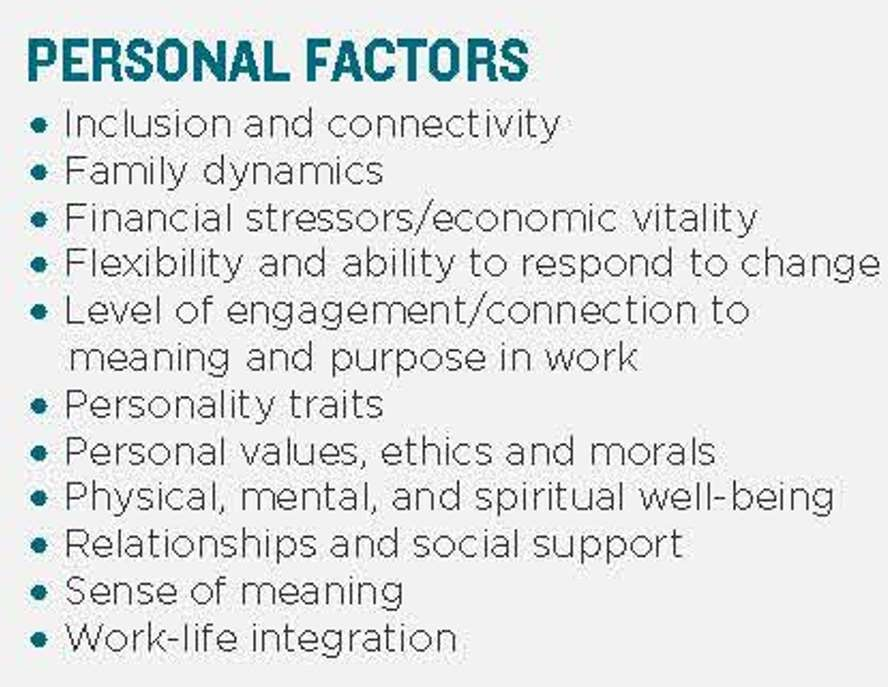 PERSONAL FACTORS
• Inclusion and connectivity
• Family dynamics
• Financial stressors/economic vitality
• Flexibility and ability to respond to change
• Level of engagement/connection to
meaning and purpose in work
• Personality traits
• Personal values, ethics and morals
• Physical, mental, and spiritual well-being
• Relationships and social support
• Sense of meaning
• Work-life integration